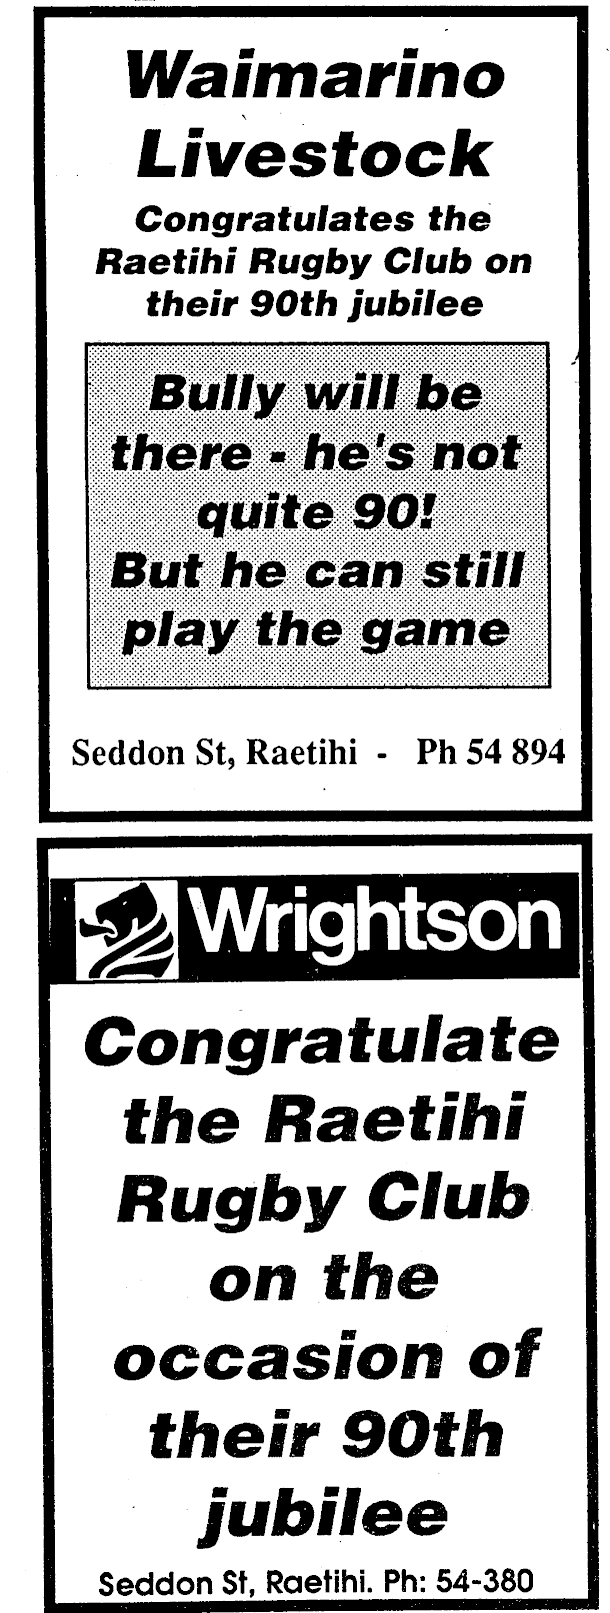 Waimarino
Livestock
Congratulates the
Raetihi Rugby Club on
their 90th jubilee
Bully will be
there - he's not
quite 90!
But he can still
play the game
Seddon St, Raetihi - Ph 54 894
Wrightson
Congratulate
the Raetihi
Rugby Club
on the
occasion of
their 90th
jubilee
Seddon St, Raetihi. Ph: 54-380